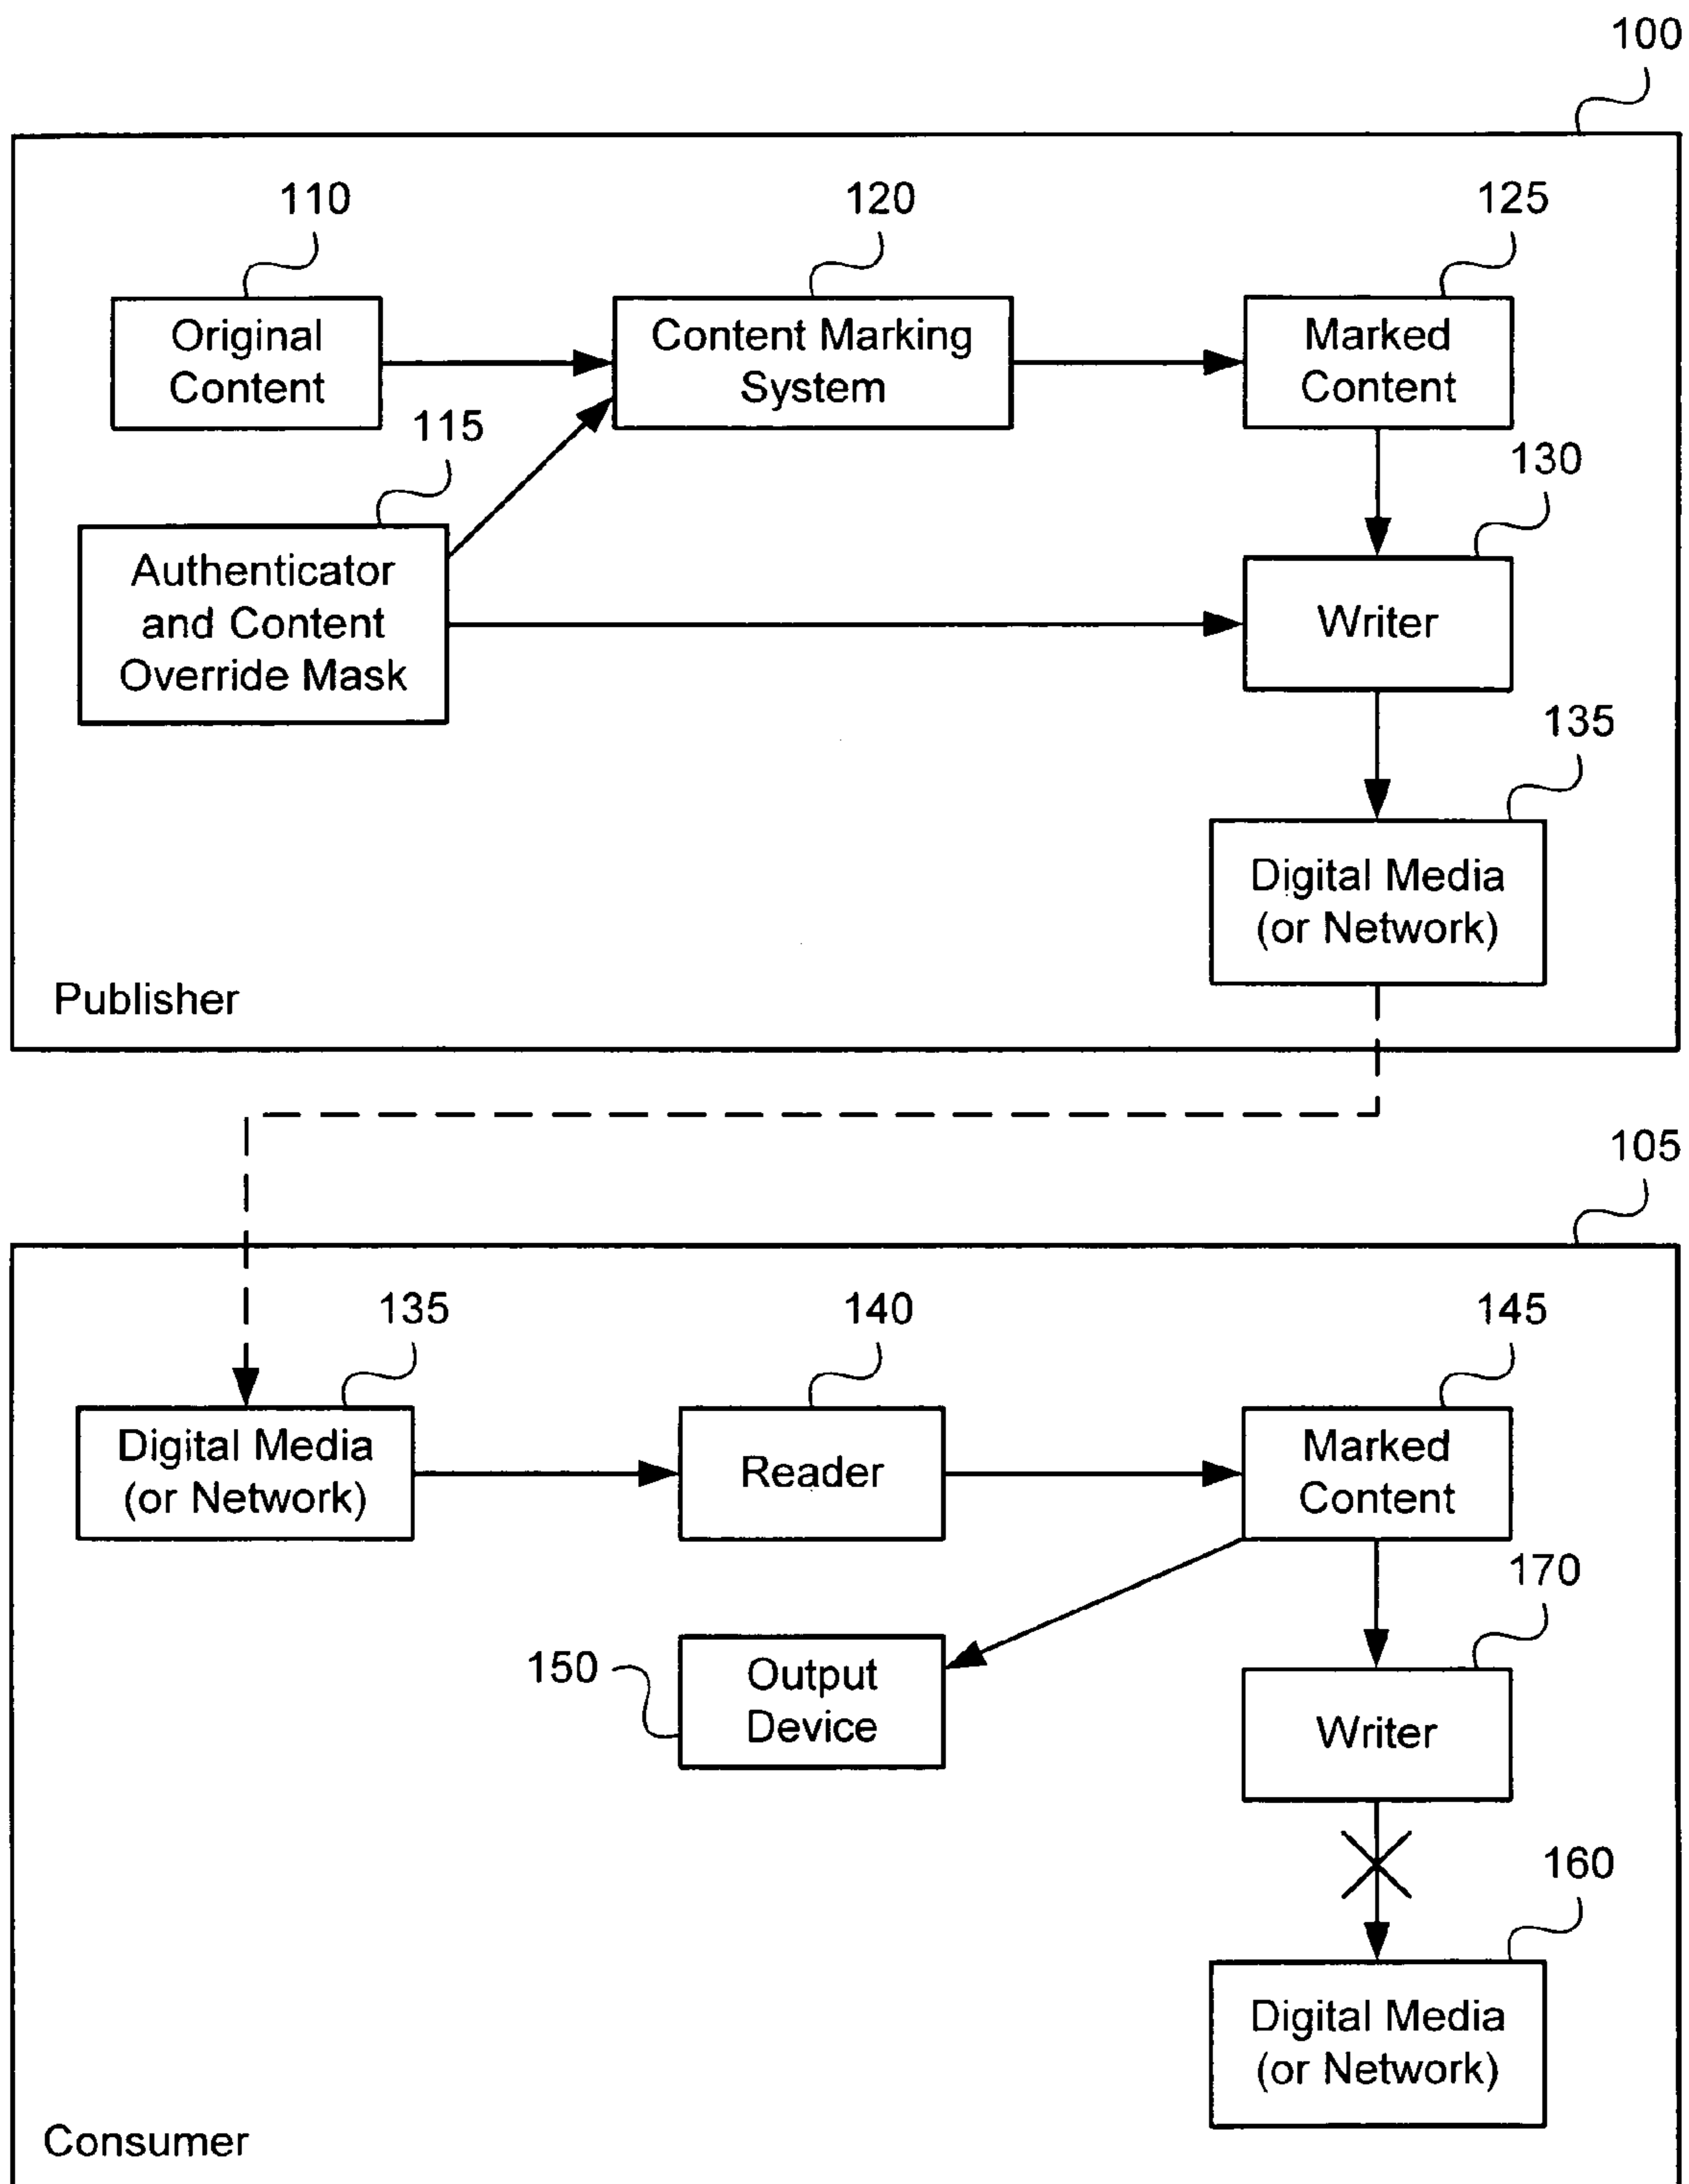 100
110
120
125
Original
Content
Content Marking
System
Marked
Content
115
130
Authenticator
and Content
Override Mask
Writer
135
Digital Media
(or Network)
Publisher
105
135
140
145
Digital Media
(or Network)
Reader
Marked
Content
170
150
Output
Device
Writer
160
Digital Media
(or Network)
Consumer